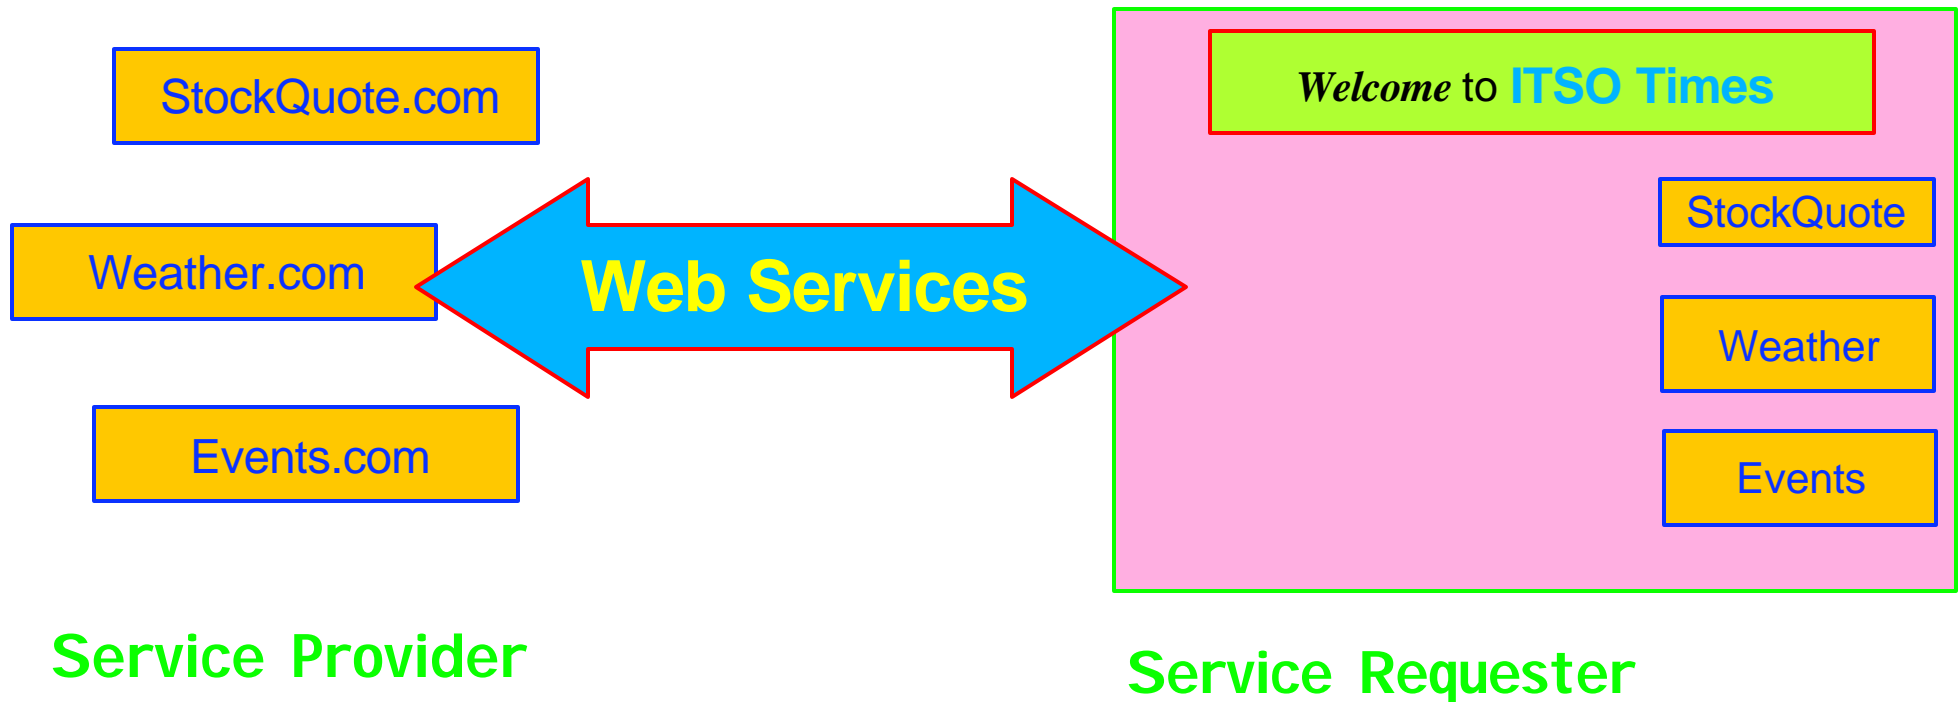 StockQuote.com
Weather.com
Events.com
Service Provider
Web Services
Welcome to ITSO Times
StockQuote
Weather
Events
Service Requester